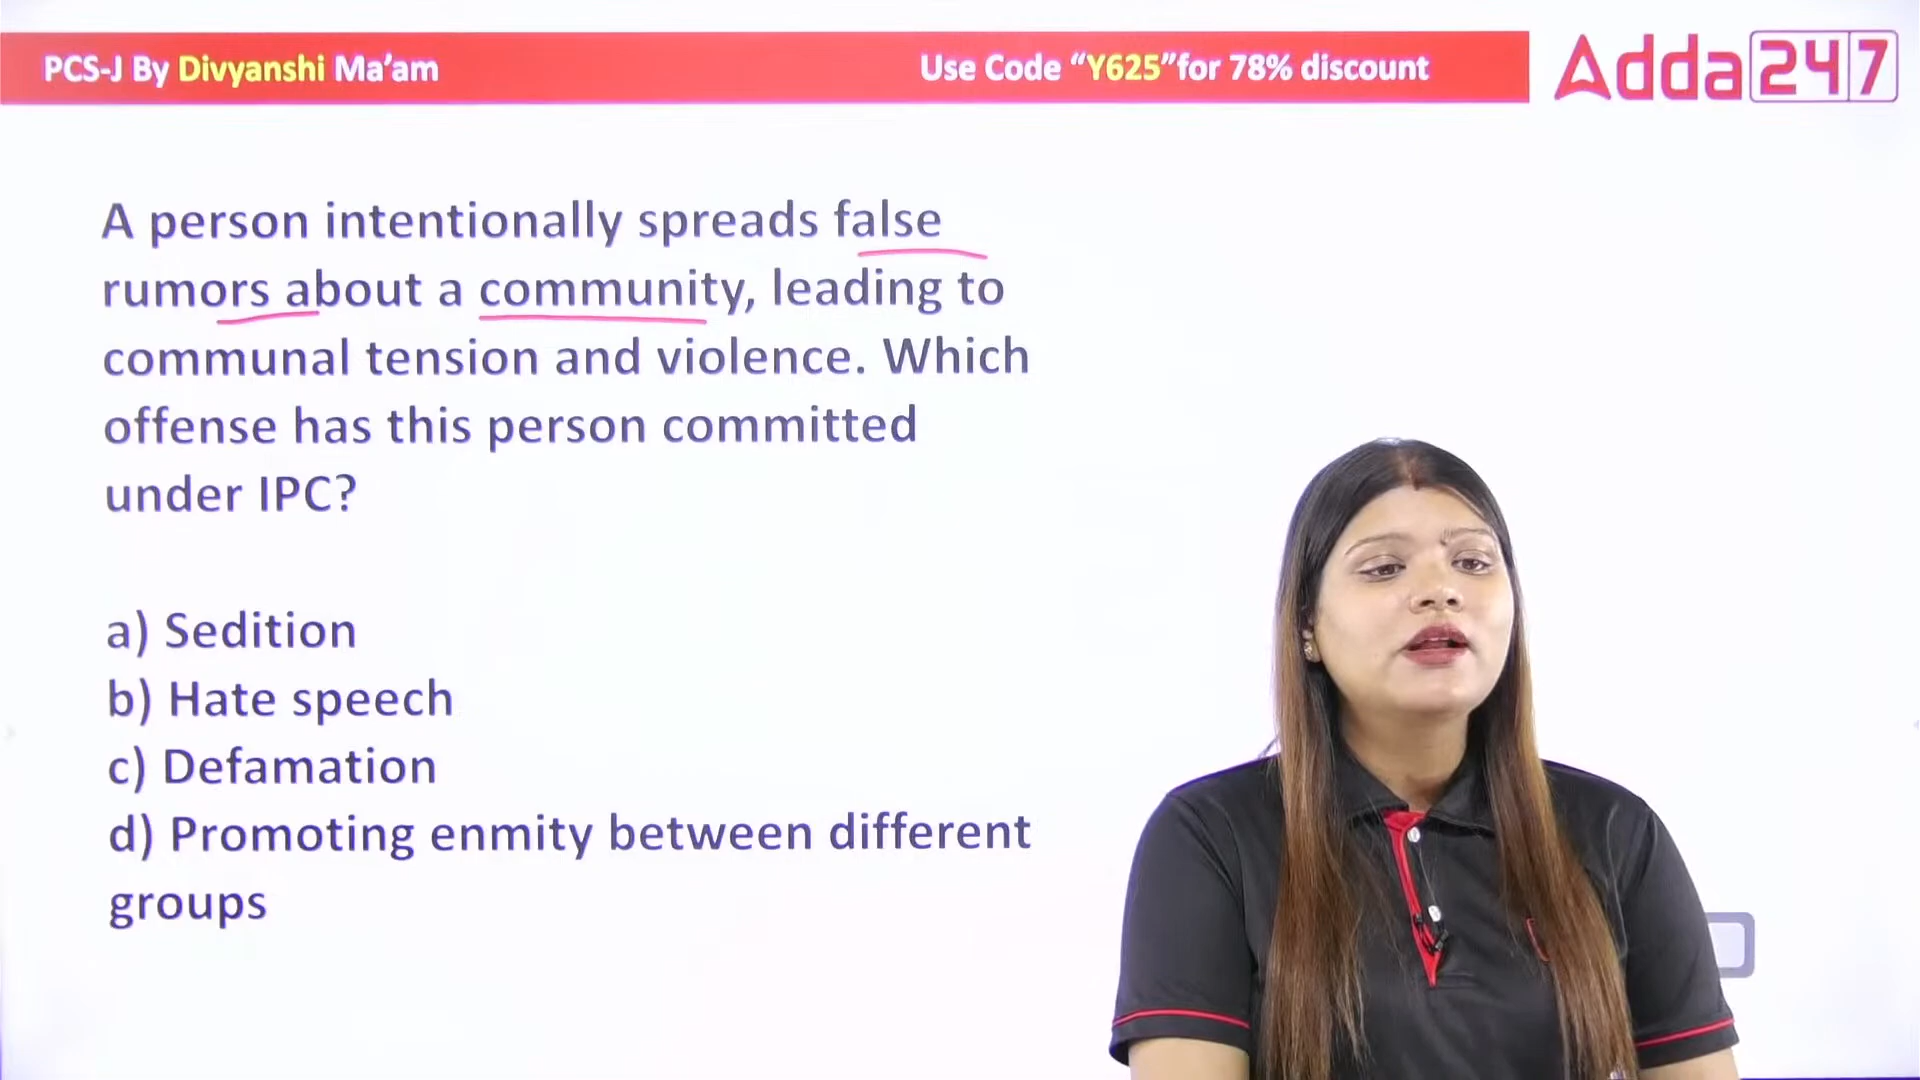 PCS-J By Divyanshi Ma’am
Use Code “Y625”for 78% discount
Adda247
A person intentionally spreads false
rumors about a community, leading to
communal tension and violence. Which
offense has this person committed
under IPC?
a) Sedition
b) Hate speech
c) Defamation
d) Promoting enmity between different
groups